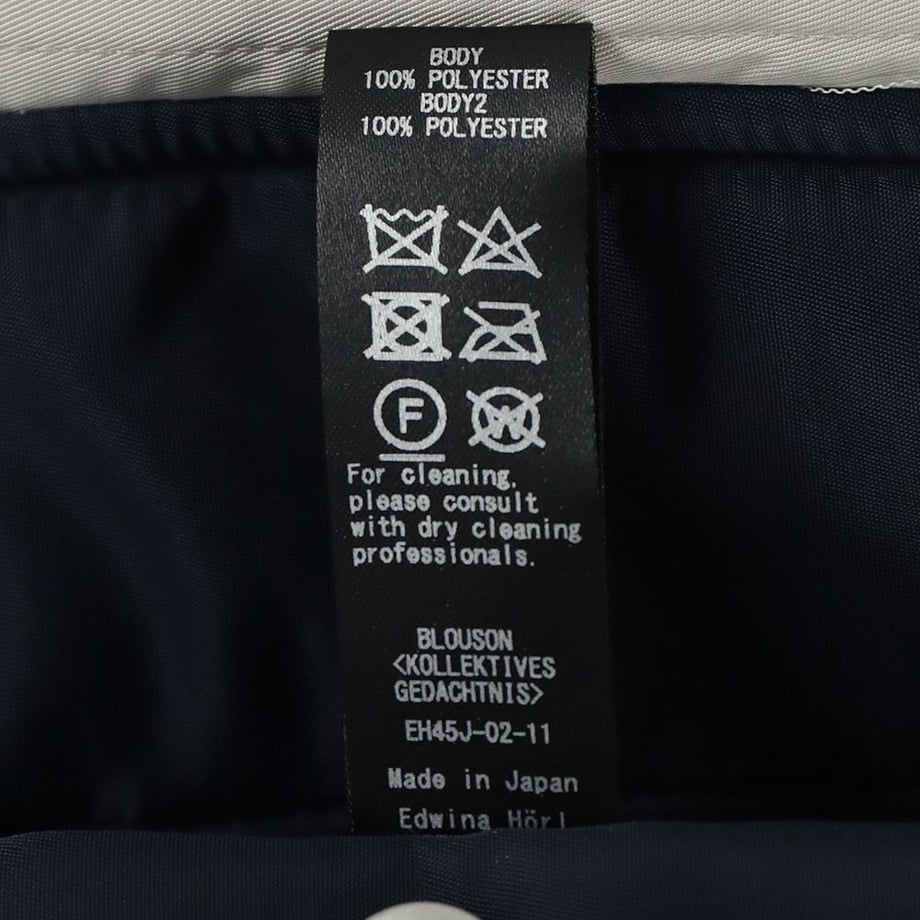 BODY
100% POLYESTER
BODY2
100% POLYESTER
F
W
For cleaning,
please consult
with dry cleaning
professionals.
BLOUSON
<KOLLEKTIVES
GEDACHTNIS>
EH45J-02-11
Made in Japan
Edwina Hörl